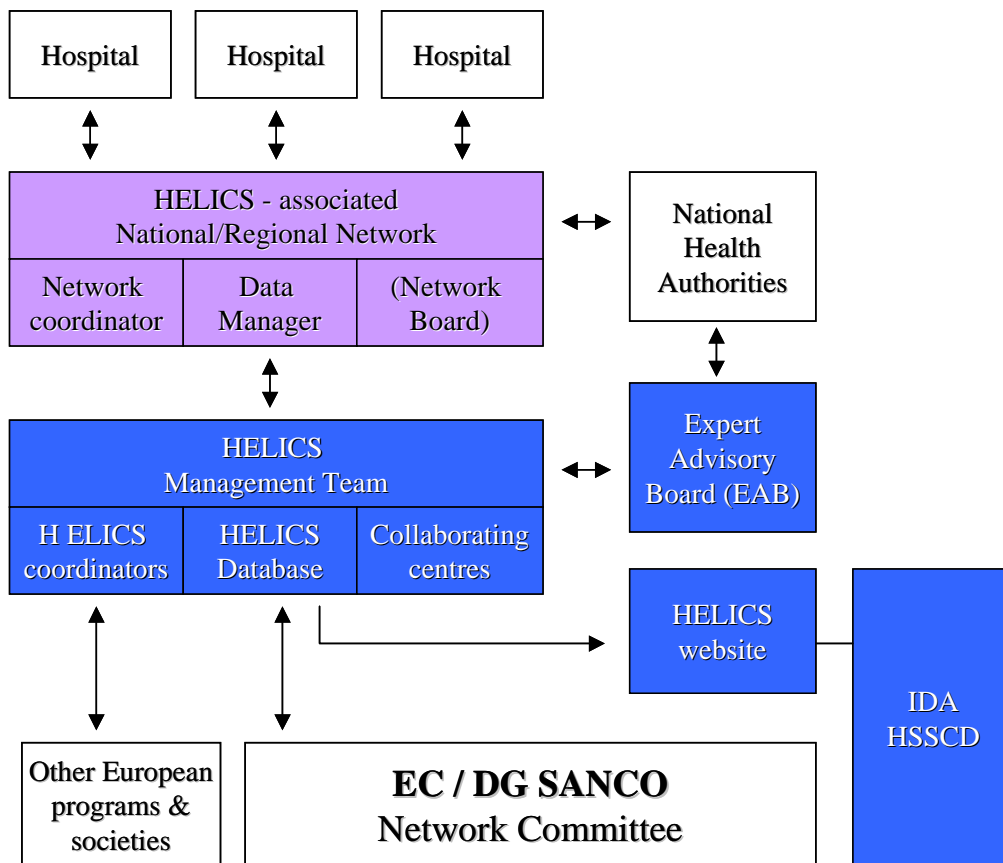 Hospital
Hospital
Hospital
HELICS - associated
National/Regional Network
Network
coordinator
Data
Manager
(Network
Board)
National
Health
Authorities
HELICS
Management Team
H ELICS
coordinators
HELICS
Database
Collaborating
centres
Expert
Advisory
Board (EAB)
HELICS
website
IDA
HSSCD
Other European
programs &
societies
EC / DG SANCO
Network Committee